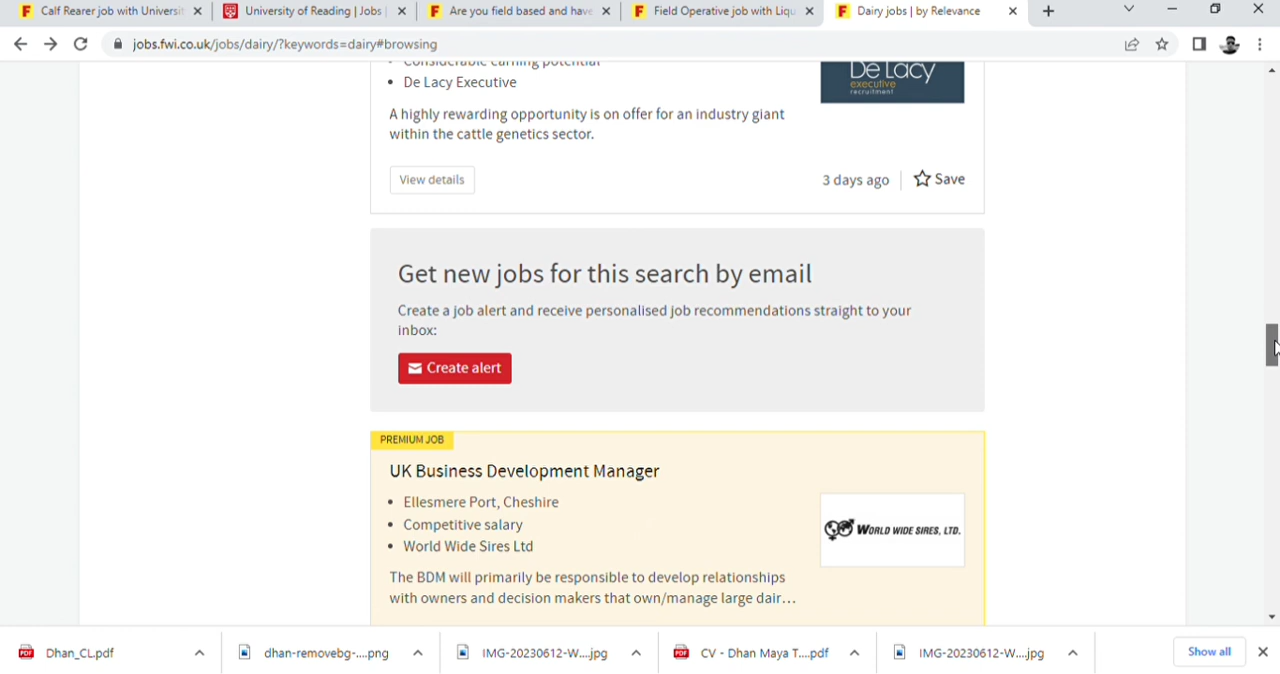 Calf Rearer job with Universit
University of Reading | Jobs
Are you field based and have
Field Operative job with Liqu
Dairy jobs | by Relevance
jobs.fwi.co.uk/jobs/dairy/?keywords=dairy#browsing
Considerable earning potential
De Lacy Executive
De Lacy
executive
recruitment
A highly rewarding opportunity is on offer for an industry giant
within the cattle genetics sector.
View details
3 days ago
Save
Get new jobs for this search by email
Create a job alert and receive personalised job recommendations straight to your
inbox:
Create alert
PREMIUM JOB
UK Business Development Manager
Ellesmere Port, Cheshire
Competitive salary
World Wide Sires Ltd
WORLD WIDE SIRES, LTD.
The BDM will primarily be responsible to develop relationships
with owners and decision makers that own/manage large dair...
Dhan_CL.pdf
dhan-removebg-....png
IMG-20230612-W....jpg
CV - Dhan Maya T....pdf
IMG-20230612-W....jpg
Show all